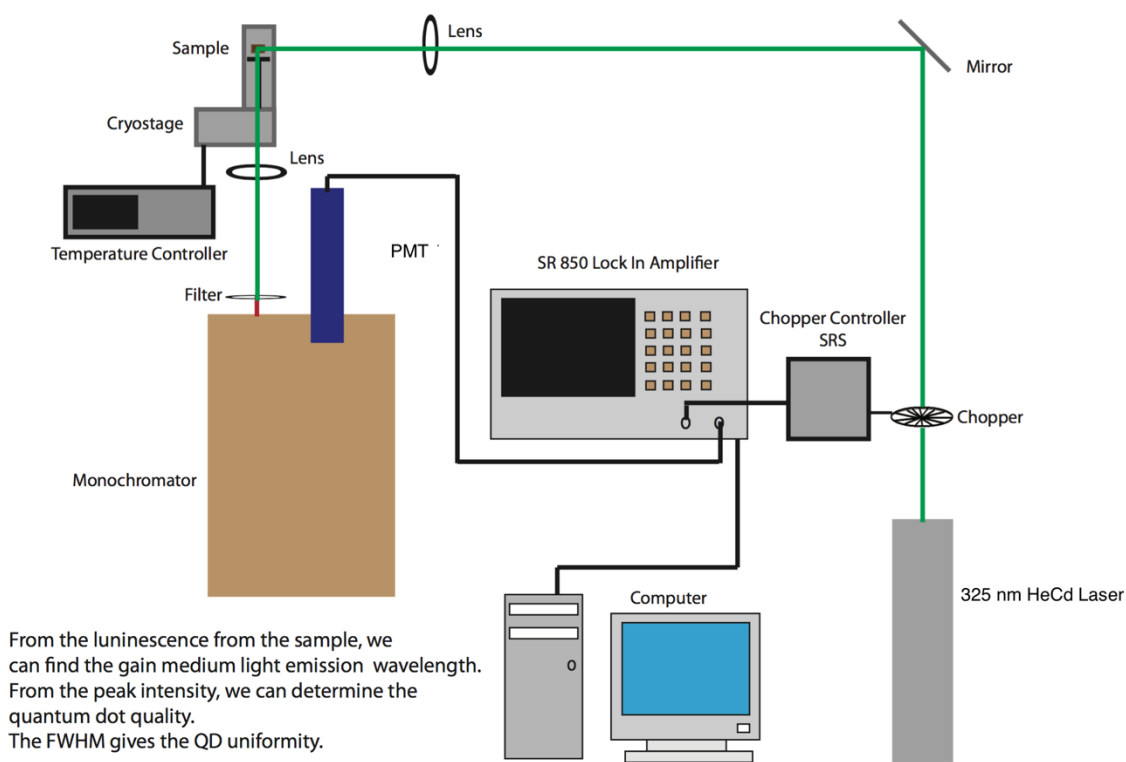 Sample
Lens
Mirror
Cryostage
Lens
Temperature Controller
PMT
SR 850 Lock In Amplifier
Filter
Chopper Controller
SRS
Chopper
Monochromator
325 nm HeCd Laser
Computer
From the luninescence from the sample, we
can find the gain medium light emission wavelength.
From the peak intensity, we can determine the
quantum dot quality.
The FWHM gives the QD uniformity.